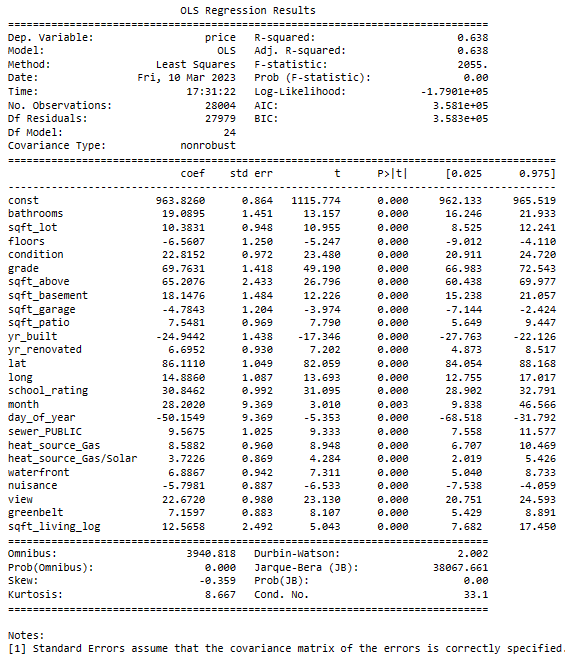 OLS Regression Results
==============================================================================
Dep. Variable: price R-squared: 0.638
Model: OLS Adj. R-squared: 0.638
Method: Least Squares F-statistic: 2055.
Date: Fri, 10 Mar 2023 Prob (F-statistic): 0.00
Time: 17:31:22 Log-Likelihood: -1.7901e+05
No. Observations: 28004 AIC: 3.581e+05
Df Residuals: 27979 BIC: 3.583e+05
Df Model: 24
Covariance Type: nonrobust
==============================================================================
coef std err t P>|t| [0.025 0.975]
------------------------------------------------------------------------------
const 963.8260 0.864 1115.774 0.000 962.133 965.519
bathrooms 19.0895 1.451 13.157 0.000 16.246 21.933
sqft_lot 10.3831 0.948 10.955 0.000 8.525 12.241
floors -6.5607 1.250 -5.247 0.000 -9.012 -4.110
condition 22.8152 0.972 23.480 0.000 20.911 24.720
grade 69.7631 1.418 49.190 0.000 66.983 72.543
sqft_above 65.2076 2.433 26.796 0.000 60.438 69.977
sqft_basement 18.1476 1.484 12.226 0.000 15.238 21.057
sqft_garage -4.7843 1.204 -3.974 0.000 -7.144 -2.424
sqft_patio 7.5481 0.969 7.790 0.000 5.649 9.447
yr_built -24.9442 1.438 -17.346 0.000 -27.763 -22.126
yr_renovated 6.6952 0.930 7.202 0.000 4.873 8.517
lat 86.1110 1.049 82.059 0.000 84.054 88.168
long 14.8860 1.087 13.693 0.000 12.755 17.017
school_rating 30.8462 0.992 31.095 0.000 28.902 32.791
month 28.2020 9.369 3.010 0.003 9.838 46.566
day_of_year -50.1549 9.369 -5.353 0.000 -68.518 -31.792
sewer_PUBLIC 9.5675 1.025 9.333 0.000 7.558 11.577
heat_source_Gas 8.5882 0.960 8.948 0.000 6.707 10.469
heat_source_Gas/Solar 3.7226 0.869 4.284 0.000 2.019 5.426
waterfront 6.8867 0.942 7.311 0.000 5.040 8.733
nuisance -5.7981 0.887 -6.533 0.000 -7.538 -4.059
view 22.6720 0.980 23.130 0.000 20.751 24.593
greenbelt 7.1597 0.883 8.107 0.000 5.429 8.891
sqft_living_log 12.5658 2.492 5.043 0.000 7.682 17.450
==============================================================================
Omnibus: 3940.818 Durbin-Watson: 2.002
Prob(Omnibus): 0.000 Jarque-Bera (JB): 38067.661
Skew: -0.359 Prob(JB): 0.00
Kurtosis: 8.667 Cond. No. 33.1
==============================================================================
Notes:
[1] Standard Errors assume that the covariance matrix of the errors is correctly specified.